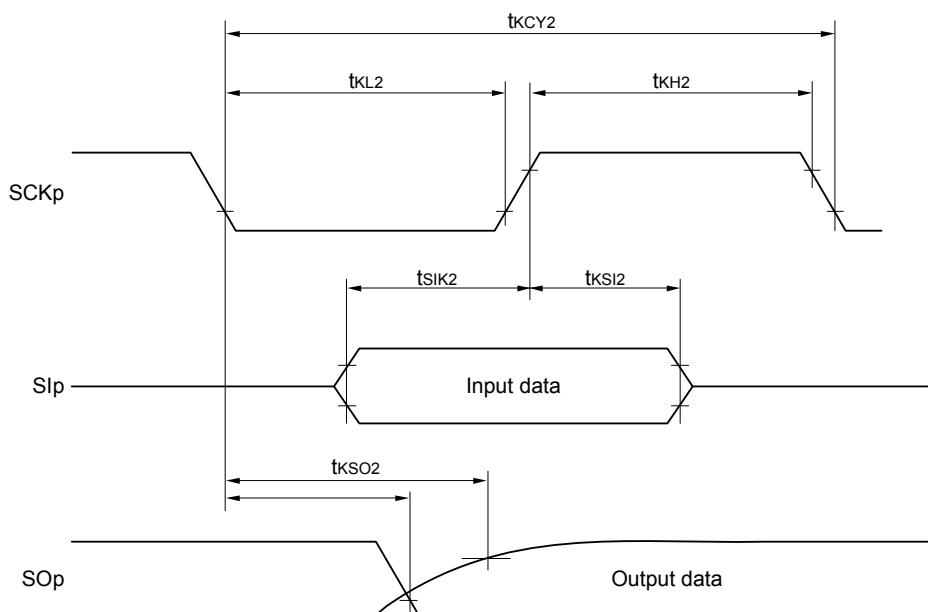 tKCY2
tKL2
tKH2
SCKp
tSIK2
tKSI2
SIp
Input data
tKSO2
SOp
Output data